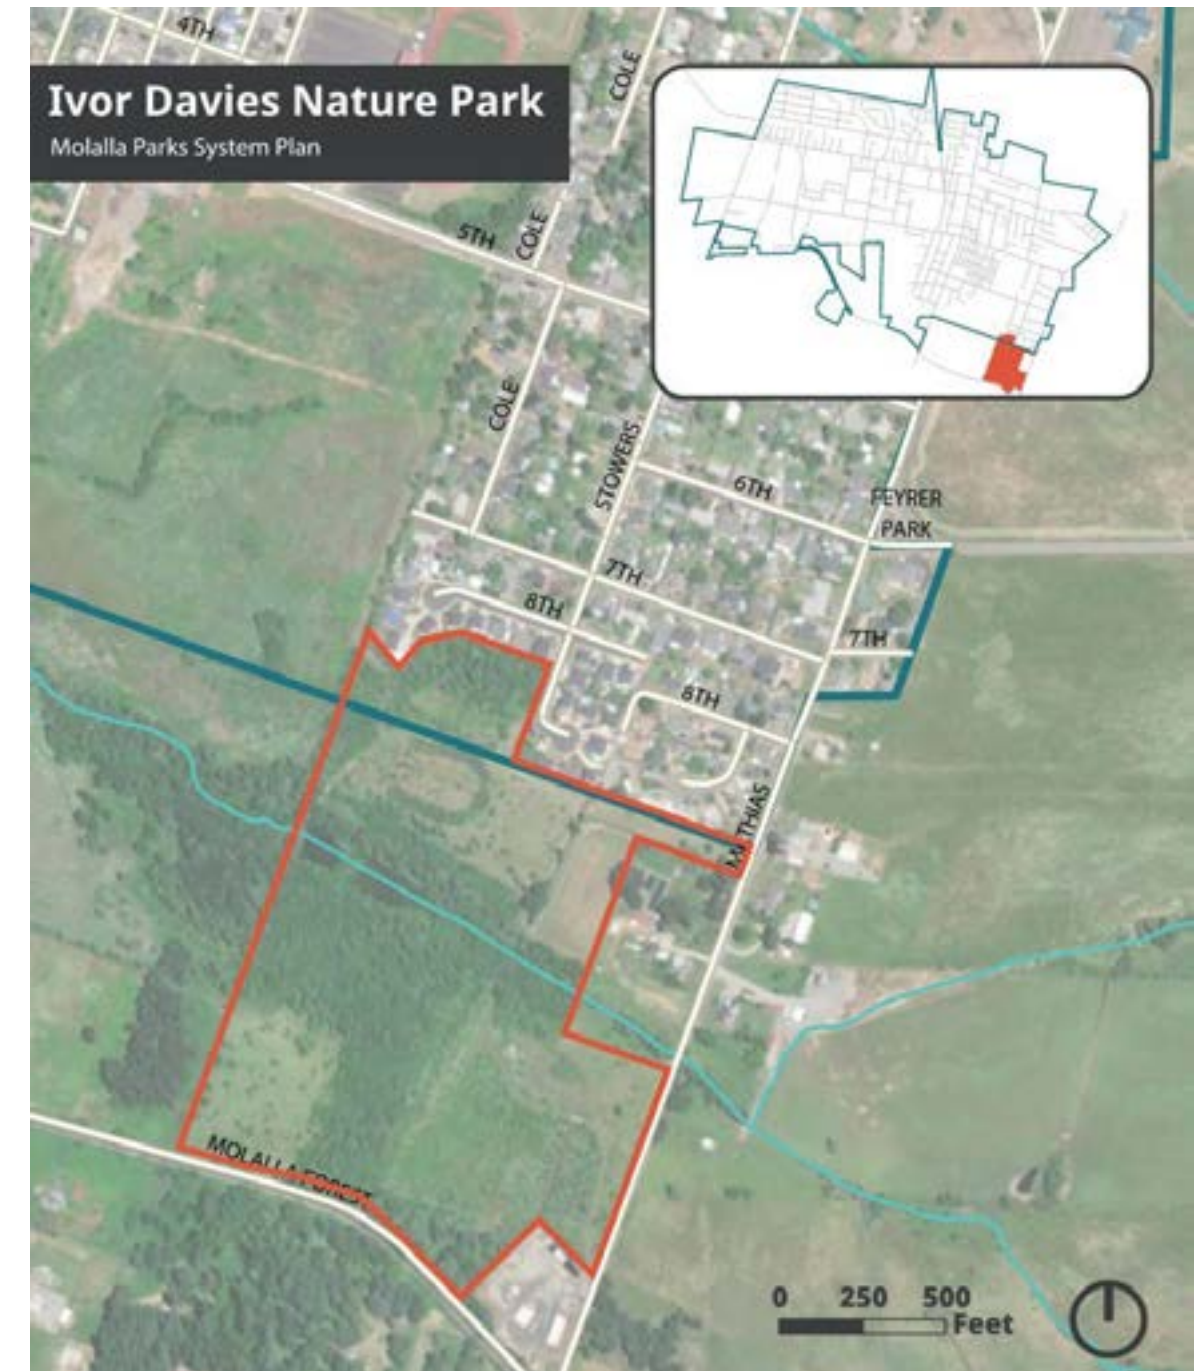 4TH
COLE
Ivor Davies Nature Park
Molalla Parks System Plan
5TH
COLE
COLE
STOWERS
6TH
FEYRER
PARK
7TH
8TH
7TH
8TH
MATHIAS
MOLALLA FOREST
0 250 500
Feet